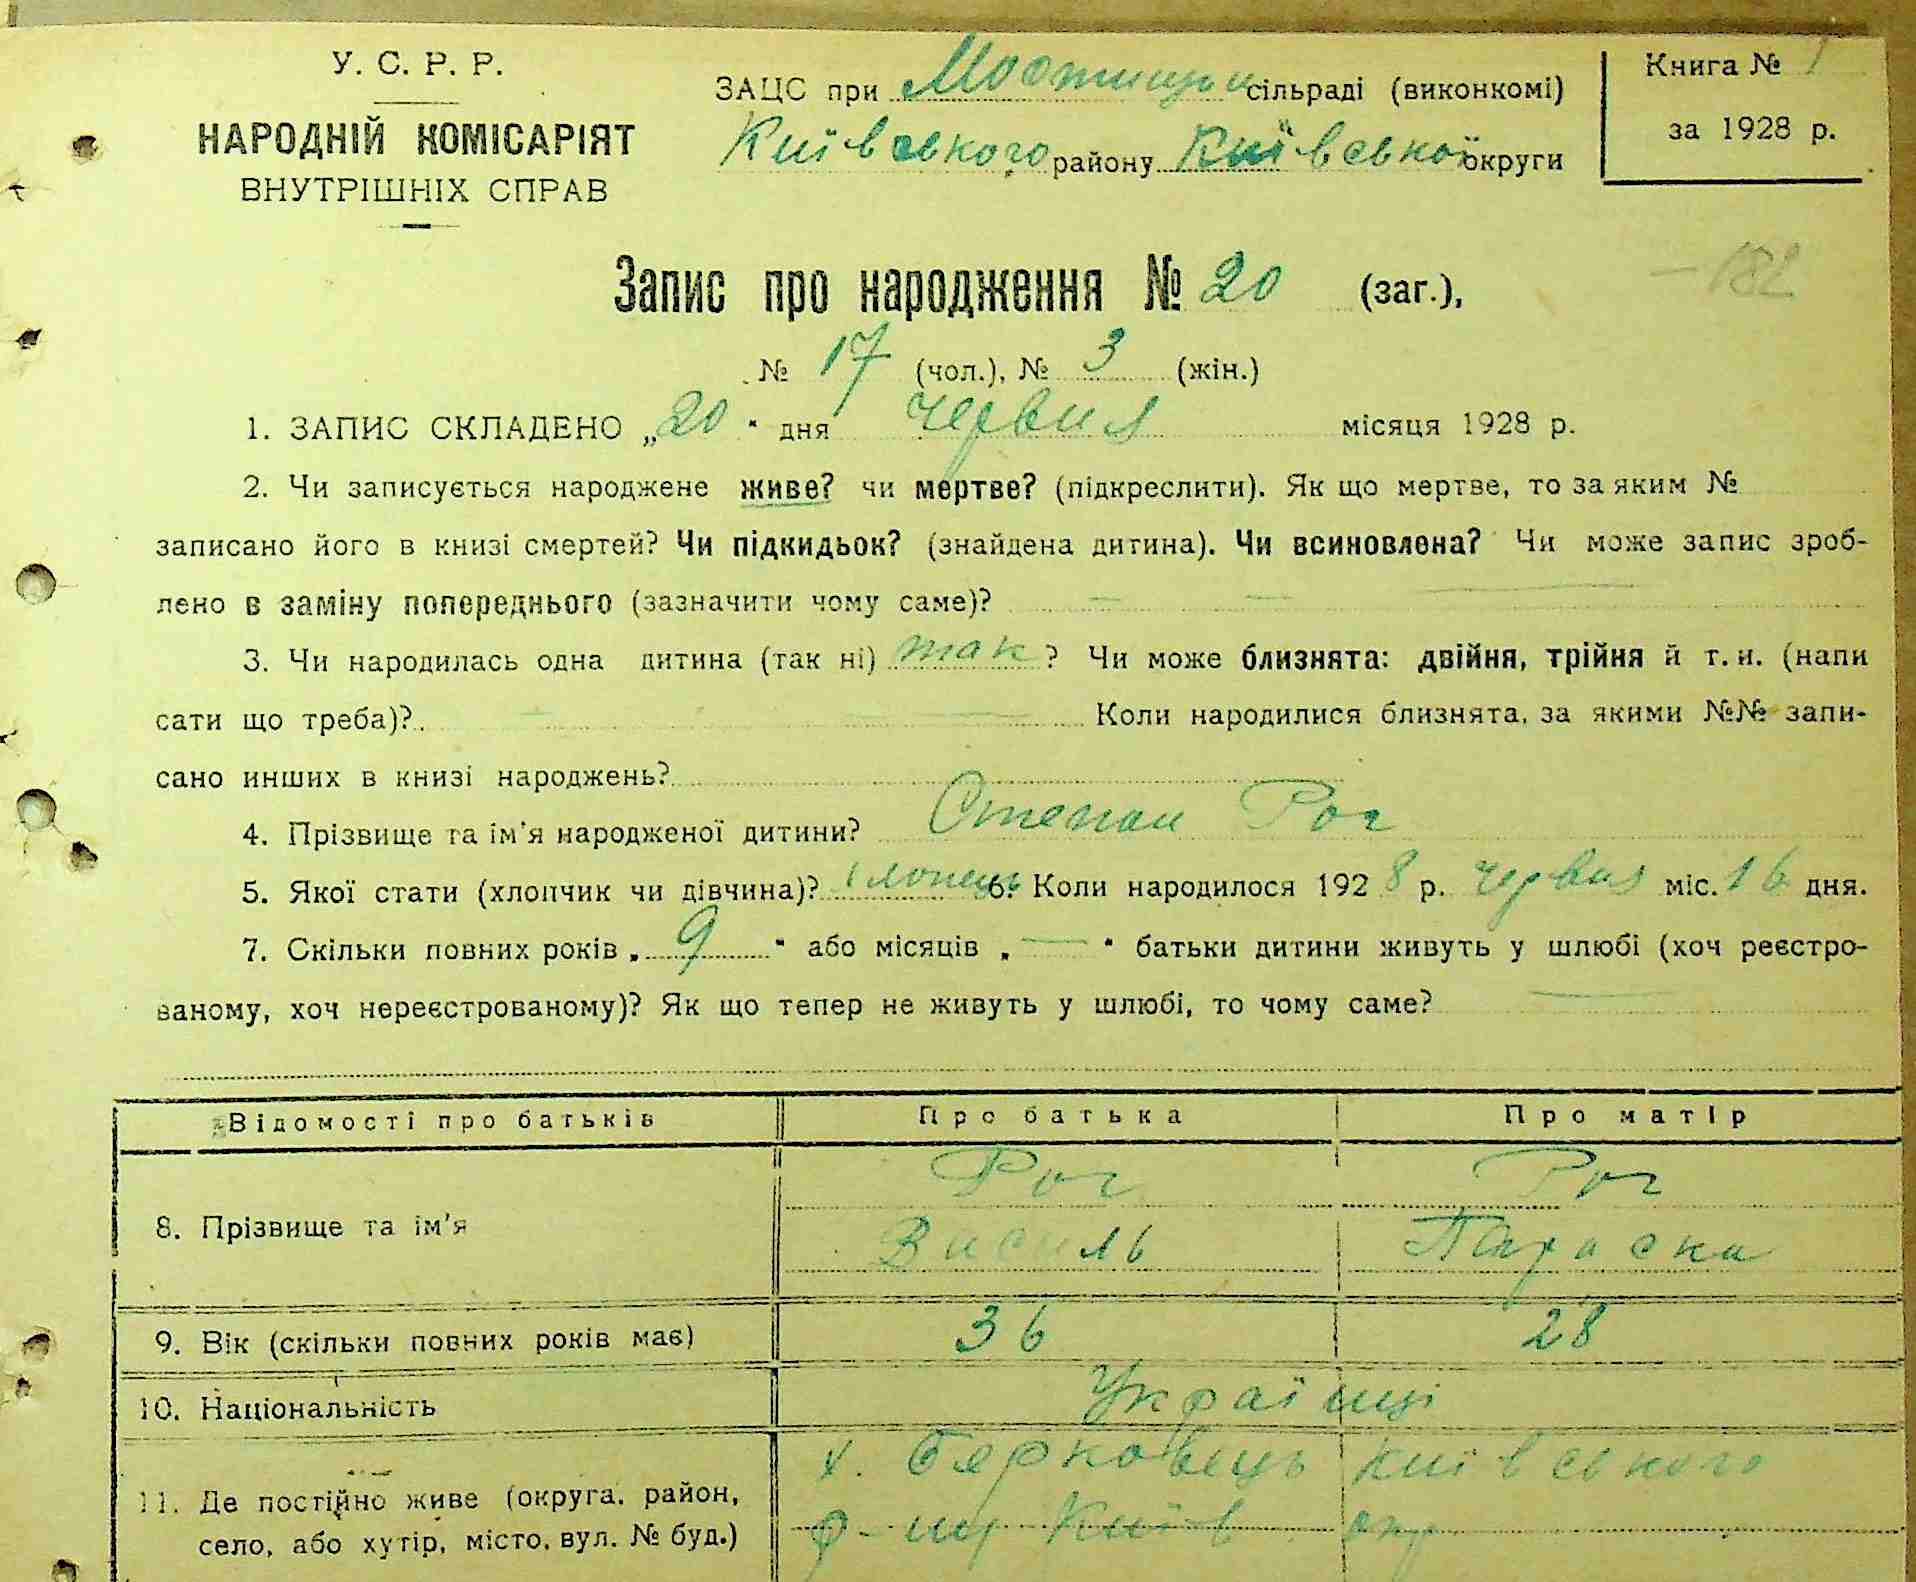 У. С. Р. Р.
НАРОДНІЙ КОМІСАРІЯТ
ВНУТРІШНІХ СПРАВ
ЗАЦС при Мостищи сільраді (виконкомі)
Київського району Київської округи
Книга № 1
за 1928 р.
Запис про народження № 20 (заг.),
– 182
№ 17 (чол.), № 3 (жін.)
1. ЗАПИС СКЛАДЕНО „20" дня червня місяця 1928 р.
2. Чи записується народжене живе? чи мертве? (підкреслити). Як що мертве, то за яким №
записано його в книзі смертей? Чи підкидьок? (знайдена дитина). Чи всиновлена? Чи може запис зроб-
лено в заміну попереднього (зазначити чому саме)? — — —
3. Чи народилась одна дитина (так ні) так? Чи може близнята: двійня, трійня й т. и. (напи
сати що треба)? — — Коли народилися близнята, за якими №№ запи-
сано инших в книзі народжень?
4. Прізвище та ім'я народженої дитини? Степан Рог
5. Якої стати (хлопчик чи дівчина)? хлопець 6. Коли народилося 1928 р. червня міс. 16 дня.
7. Скільки повних років „ 9 " або місяців „ — " батьки дитини живуть у шлюбі (хоч реєстро-
ваному, хоч нереєстрованому)? Як що тепер не живуть у шлюбі, то чому саме? —
Відомості про батьків Про батька Про матір
Рог Рог
8. Прізвище та ім'я Василь Параска
9. Вік (скільки повних років має) 36 28
10. Національність Українці
11. Де постійно живе (округа, район, х. Берковець Київського
село, або хутір, місто, вул. № буд.) р-ну Київ окр